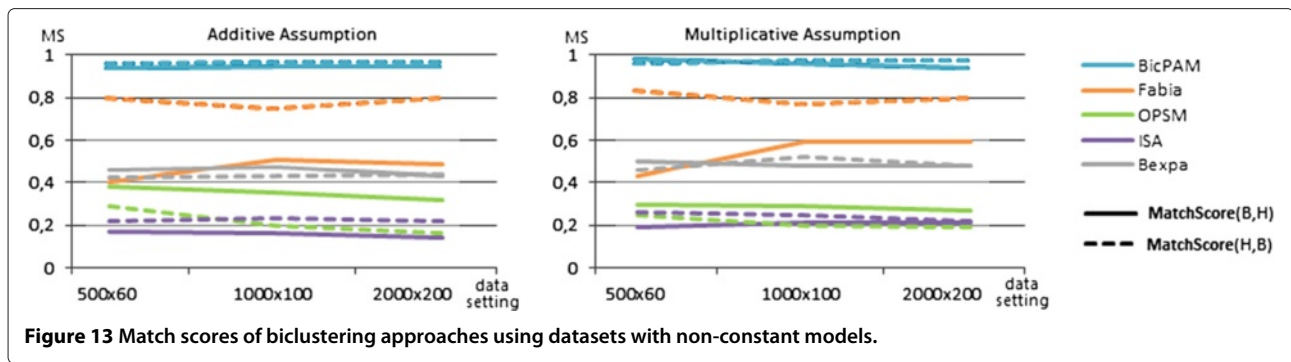 MS
Additive Assumption
1
0,8
0,6
0,4
0,2
0
500x60
1000x100
2000x200
data
setting
MS
Multiplicative Assumption
1
0,8
0,6
0,4
0,2
0
500x60
1000x100
2000x200
data
setting
BicPAM
Fabia
OPSM
ISA
Bexpa
MatchScore(B,H)
MatchScore(H,B)
Figure 13 Match scores of biclustering approaches using datasets with non-constant models.